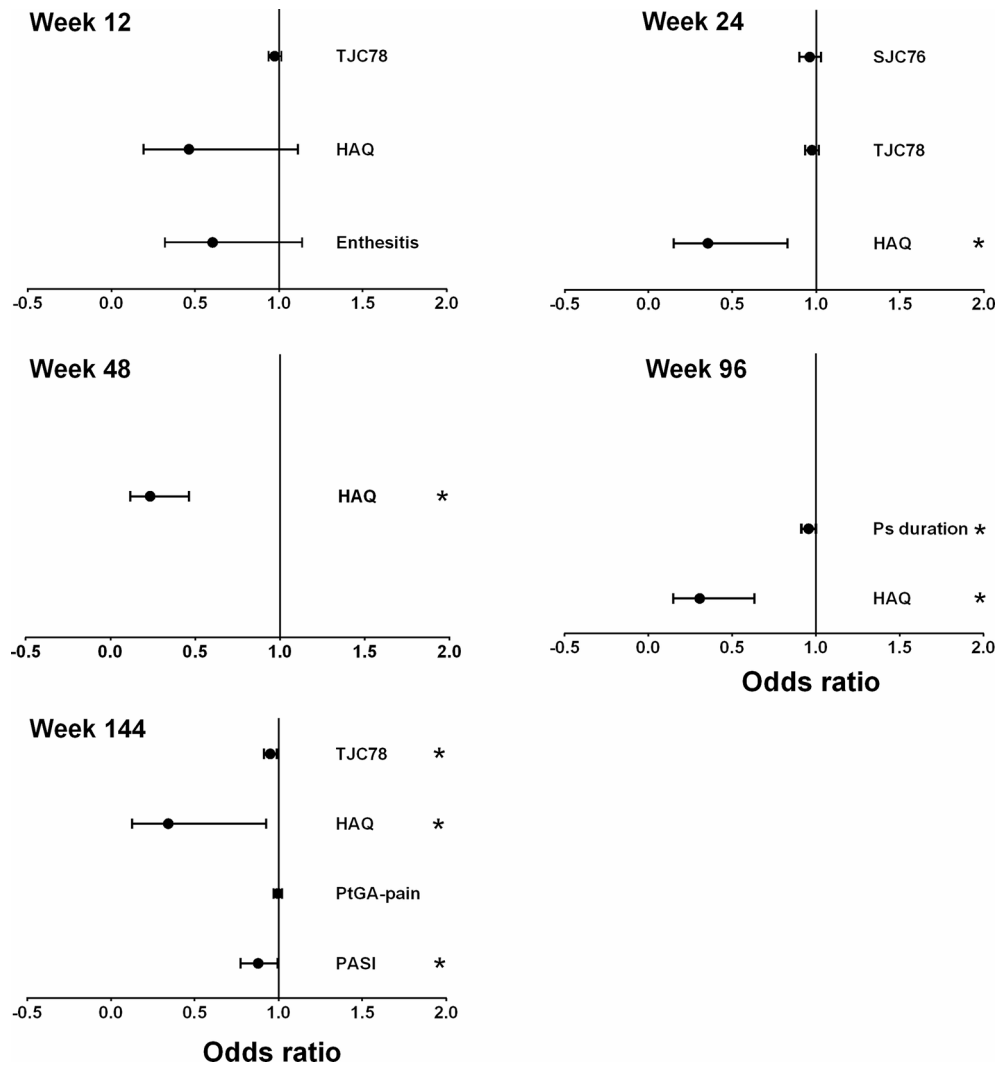 Week 12
TJC78
HAQ
Enthesitis
-0.5 0.0 0.5 1.0 1.5 2.0
Week 24
SJC76
TJC78
HAQ *
-0.5 0.0 0.5 1.0 1.5 2.0
Week 48
HAQ *
-0.5 0.0 0.5 1.0 1.5 2.0
Week 96
Ps duration *
HAQ *
-0.5 0.0 0.5 1.0 1.5 2.0
Odds ratio
Week 144
TJC78 *
HAQ *
PtGA-pain
PASI *
-0.5 0.0 0.5 1.0 1.5 2.0
Odds ratio